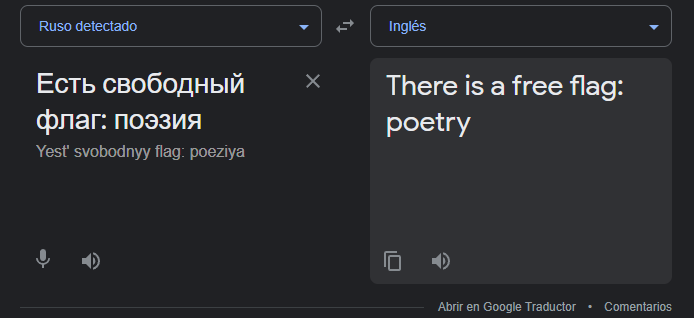 Ruso detectado
Inglés
Есть свободный
флаг: поэзия
Yest' svobodnyy flag: poeziya
There is a free flag:
poetry
Abrir en Google Traductor • Comentarios